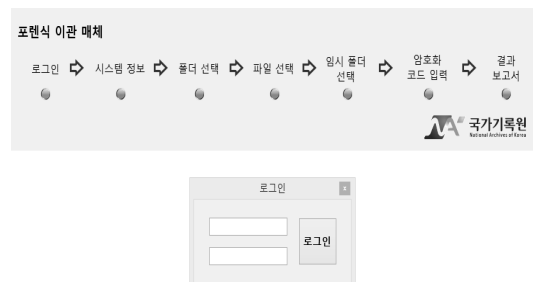 포렌식 이관 매체
로그인 ⇨ 시스템 정보 ⇨ 폴더 선택 ⇨ 파일 선택 ⇨ 임시 폴더 선택 ⇨ 암호화 코드 입력 ⇨ 결과 보고서
국가기록원
National Archives of Korea
로그인
x
로그인